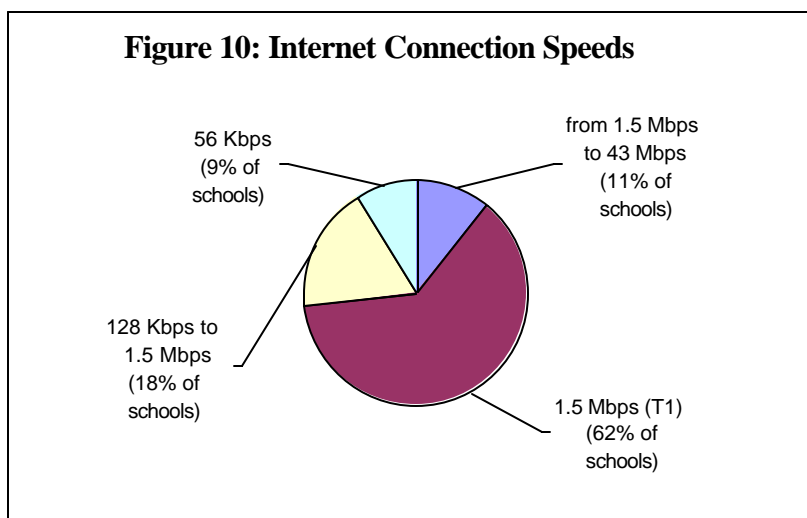 Figure 10: Internet Connection Speeds
56 Kbps
(9% of
schools)
from 1.5 Mbps
to 43 Mbps
(11% of
schools)
128 Kbps to
1.5 Mbps
(18% of
schools)
1.5 Mbps (T1)
(62% of
schools)